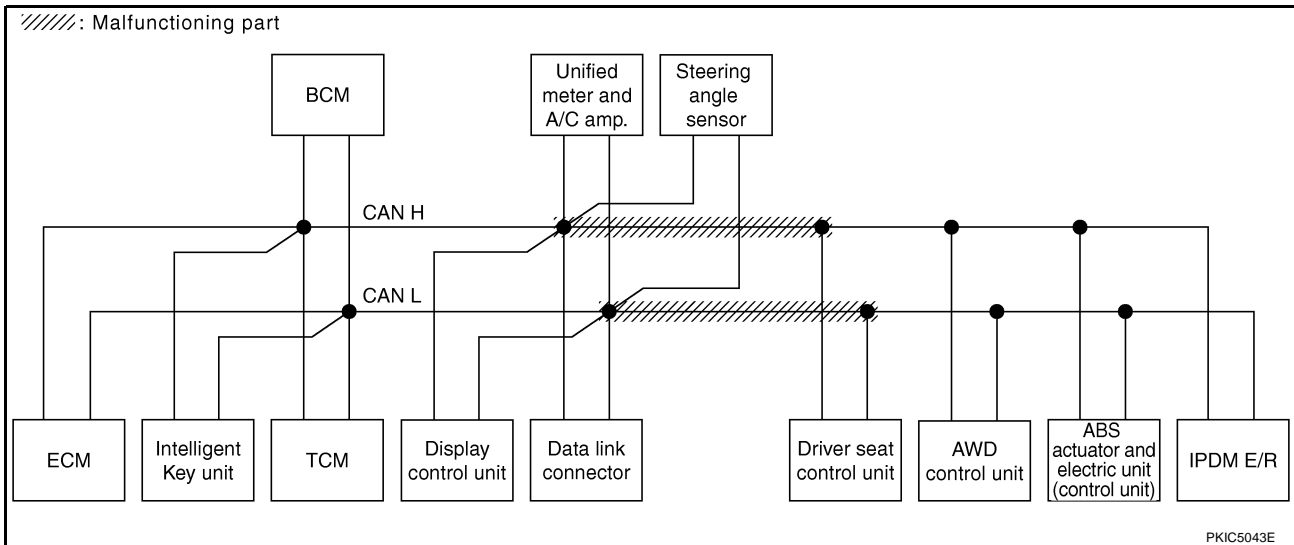 : Malfunctioning part
BCM
Unified
meter and
A/C amp.
Steering
angle
sensor
CAN H
CAN L
ECM
Intelligent
Key unit
TCM
Display
control unit
Data link
connector
Driver seat
control unit
AWD
control unit
ABS
actuator and
electric unit
(control unit)
IPDM E/R
PKIC5043E